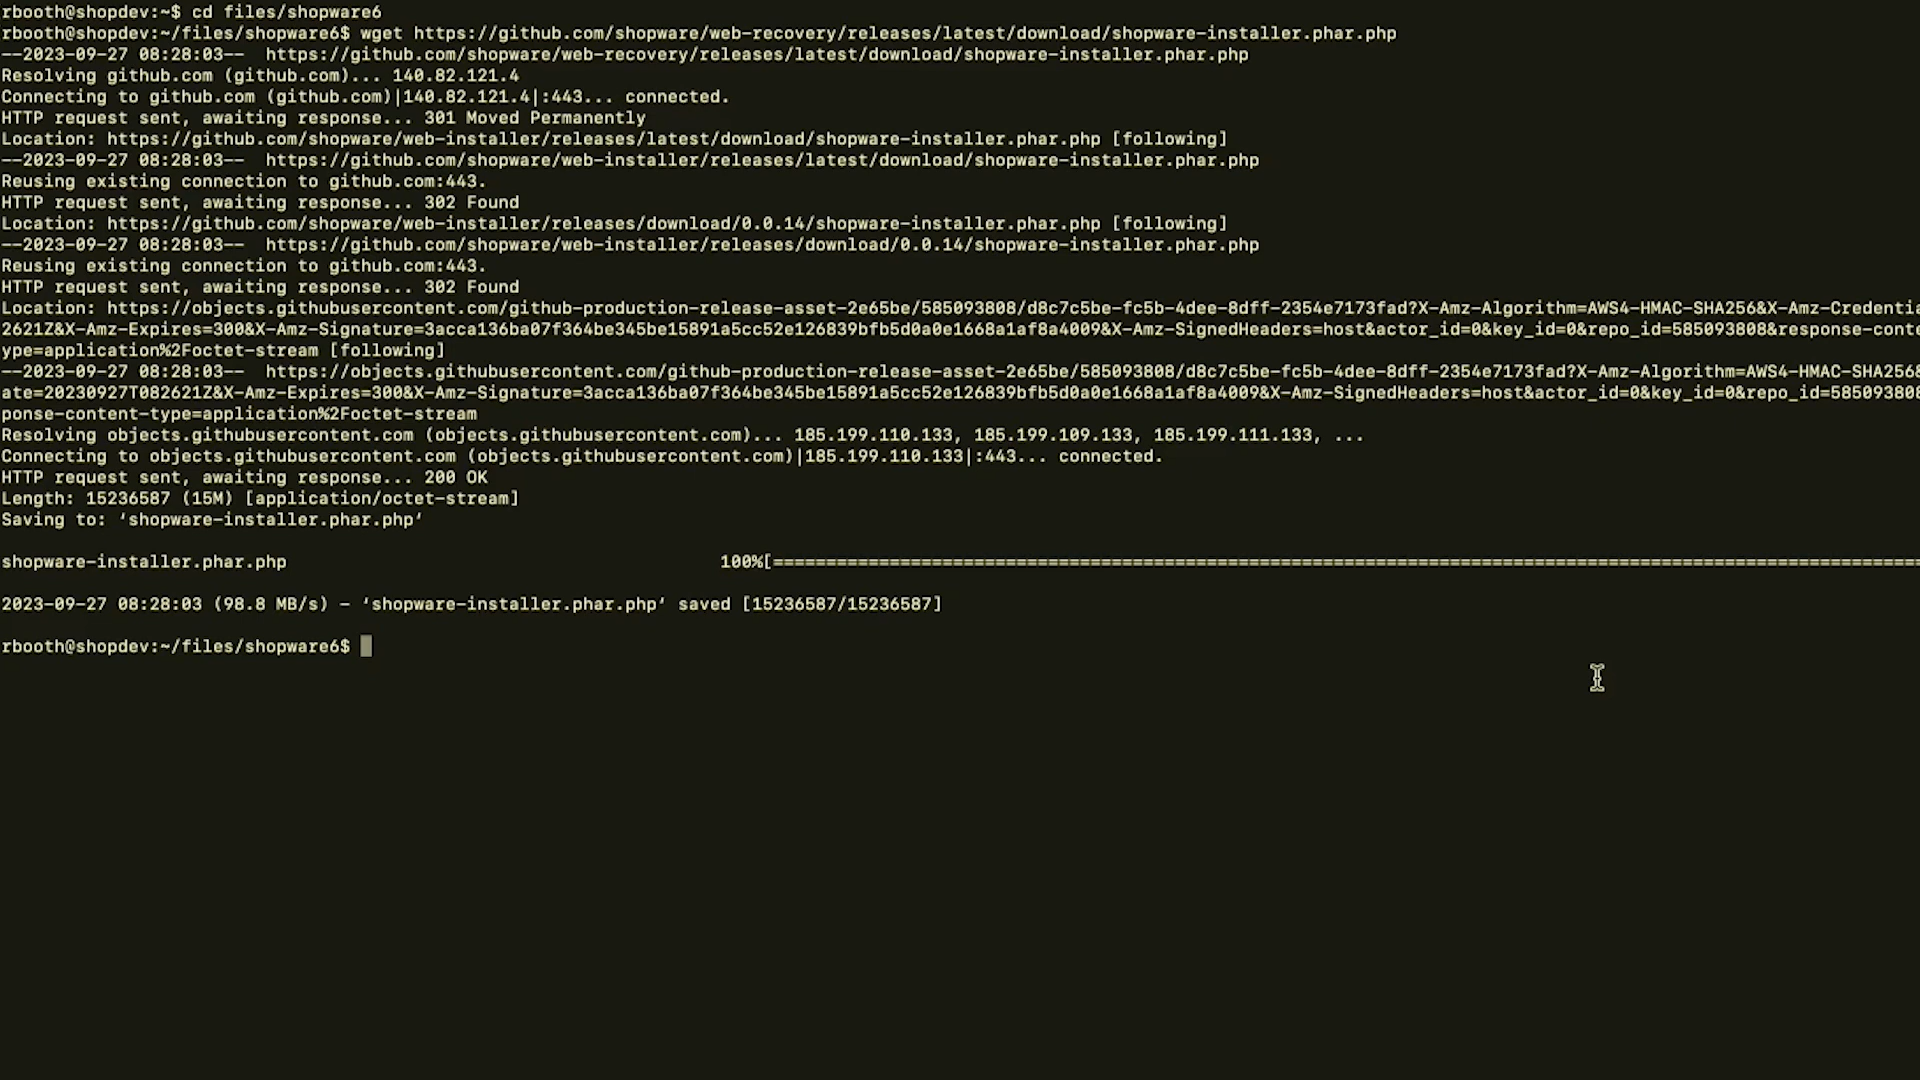 rbooth@shopdev:~$ cd files/shopware6
rbooth@shopdev:~/files/shopware6$ wget https://github.com/shopware/web-recovery/releases/latest/download/shopware-installer.phar.php
--2023-09-27 08:28:03--  https://github.com/shopware/web-recovery/releases/latest/download/shopware-installer.phar.php
Resolving github.com (github.com)... 140.82.121.4
Connecting to github.com (github.com)|140.82.121.4|:443... connected.
HTTP request sent, awaiting response... 301 Moved Permanently
Location: https://github.com/shopware/web-installer/releases/latest/download/shopware-installer.phar.php [following]
--2023-09-27 08:28:03--  https://github.com/shopware/web-installer/releases/latest/download/shopware-installer.phar.php
Reusing existing connection to github.com:443.
HTTP request sent, awaiting response... 302 Found
Location: https://github.com/shopware/web-installer/releases/download/0.0.14/shopware-installer.phar.php [following]
--2023-09-27 08:28:03--  https://github.com/shopware/web-installer/releases/download/0.0.14/shopware-installer.phar.php
Reusing existing connection to github.com:443.
HTTP request sent, awaiting response... 302 Found
Location: https://objects.githubusercontent.com/github-production-release-asset-2e65be/585093808/d8c7c5be-fc5b-4dee-8dff-2354e7173fad?X-Amz-Algorithm=AWS4-HMAC-SHA256&X-Amz-Credentia
2621Z&X-Amz-Expires=300&X-Amz-Signature=3acca136ba07f364be345be15891a5cc52e126839bfb5d0a0e1668a1af8a4009&X-Amz-SignedHeaders=host&actor_id=0&key_id=0&repo_id=585093808&response-cont
ype=application%2Foctet-stream [following]
--2023-09-27 08:28:03--  https://objects.githubusercontent.com/github-production-release-asset-2e65be/585093808/d8c7c5be-fc5b-4dee-8dff-2354e7173fad?X-Amz-Algorithm=AWS4-HMAC-SHA256&
ate=20230927T082621Z&X-Amz-Expires=300&X-Amz-Signature=3acca136ba07f364be345be15891a5cc52e126839bfb5d0a0e1668a1af8a4009&X-Amz-SignedHeaders=host&actor_id=0&key_id=0&repo_id=58509380
ponse-content-type=application%2Foctet-stream
Resolving objects.githubusercontent.com (objects.githubusercontent.com)... 185.199.110.133, 185.199.109.133, 185.199.111.133, ...
Connecting to objects.githubusercontent.com (objects.githubusercontent.com)|185.199.110.133|:443... connected.
HTTP request sent, awaiting response... 200 OK
Length: 15236587 (15M) [application/octet-stream]
Saving to: ‘shopware-installer.phar.php’
shopware-installer.phar.php 100%[=============================================================================================================
2023-09-27 08:28:03 (98.8 MB/s) - ‘shopware-installer.phar.php’ saved [15236587/15236587]
rbooth@shopdev:~/files/shopware6$